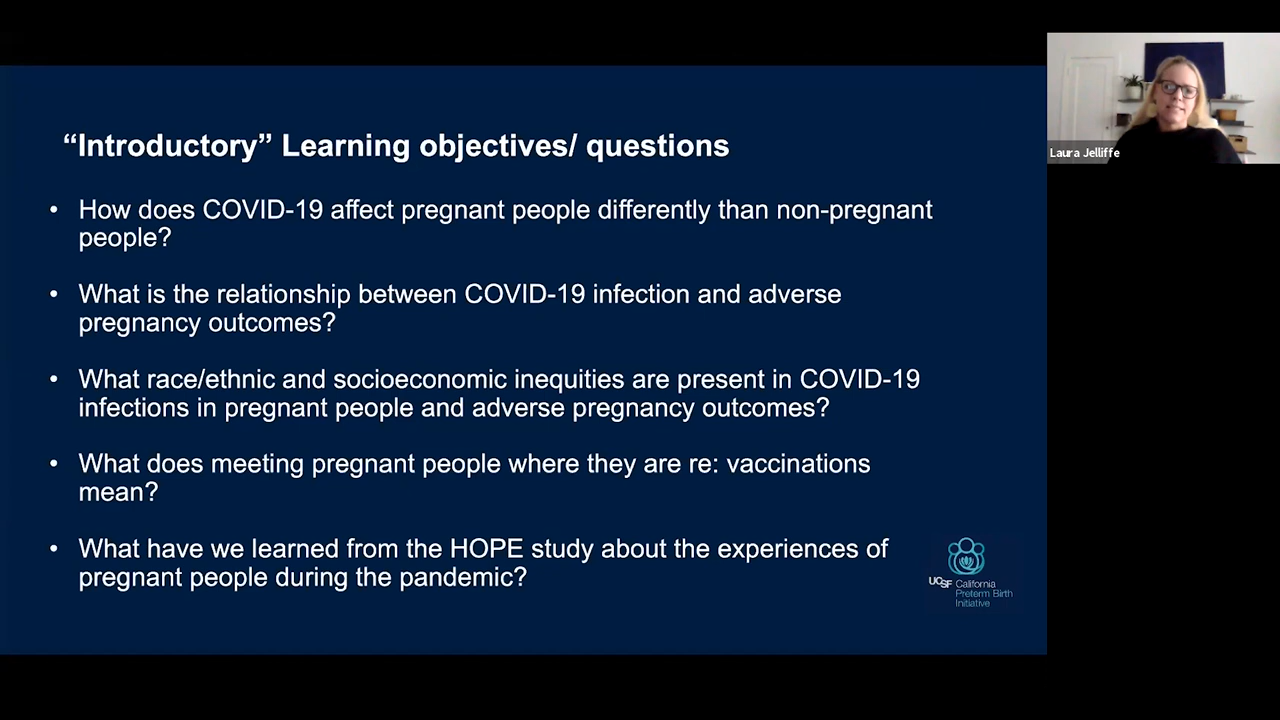 “Introductory” Learning objectives/ questions
• How does COVID-19 affect pregnant people differently than non-pregnant
people?
• What is the relationship between COVID-19 infection and adverse
pregnancy outcomes?
• What race/ethnic and socioeconomic inequities are present in COVID-19
infections in pregnant people and adverse pregnancy outcomes?
• What does meeting pregnant people where they are re: vaccinations
mean?
• What have we learned from the HOPE study about the experiences of
pregnant people during the pandemic?
UCSF California
Preterm Birth
Initiative
Laura Jelliffe